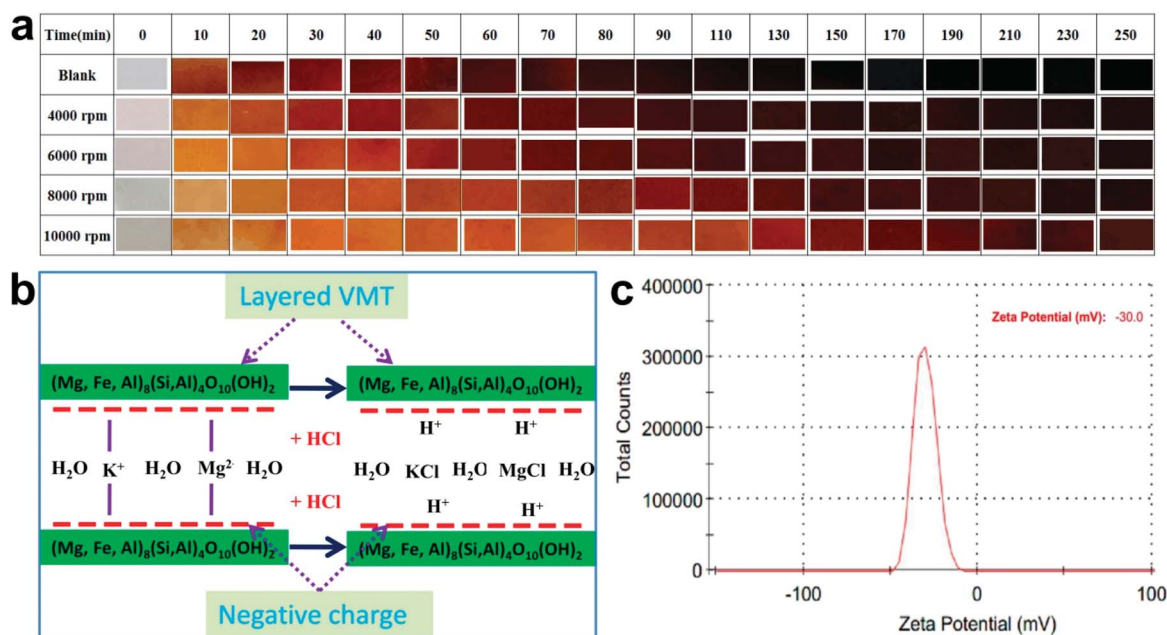 a
Time(min) 0 10 20 30 40 50 60 70 80 90 110 130 150 170 190 210 230 250
Blank
4000 rpm
6000 rpm
8000 rpm
10000 rpm
b
Layered VMT
(Mg, Fe, Al)₈(Si,Al)₄O₁₀(OH)₂ (Mg, Fe, Al)₈(Si,Al)₄O₁₀(OH)₂
+ HCl H⁺ H⁺
H₂O K⁺ H₂O Mg² H₂O H₂O KCl H₂O MgCl H₂O
+ HCl H⁺ H⁺
(Mg, Fe, Al)₈(Si,Al)₄O₁₀(OH)₂ (Mg, Fe, Al)₈(Si,Al)₄O₁₀(OH)₂
Negative charge
c
400000
Zeta Potential (mV): -30.0
300000
200000
100000
0
Total Counts
-100 0 100
Zeta Potential (mV)